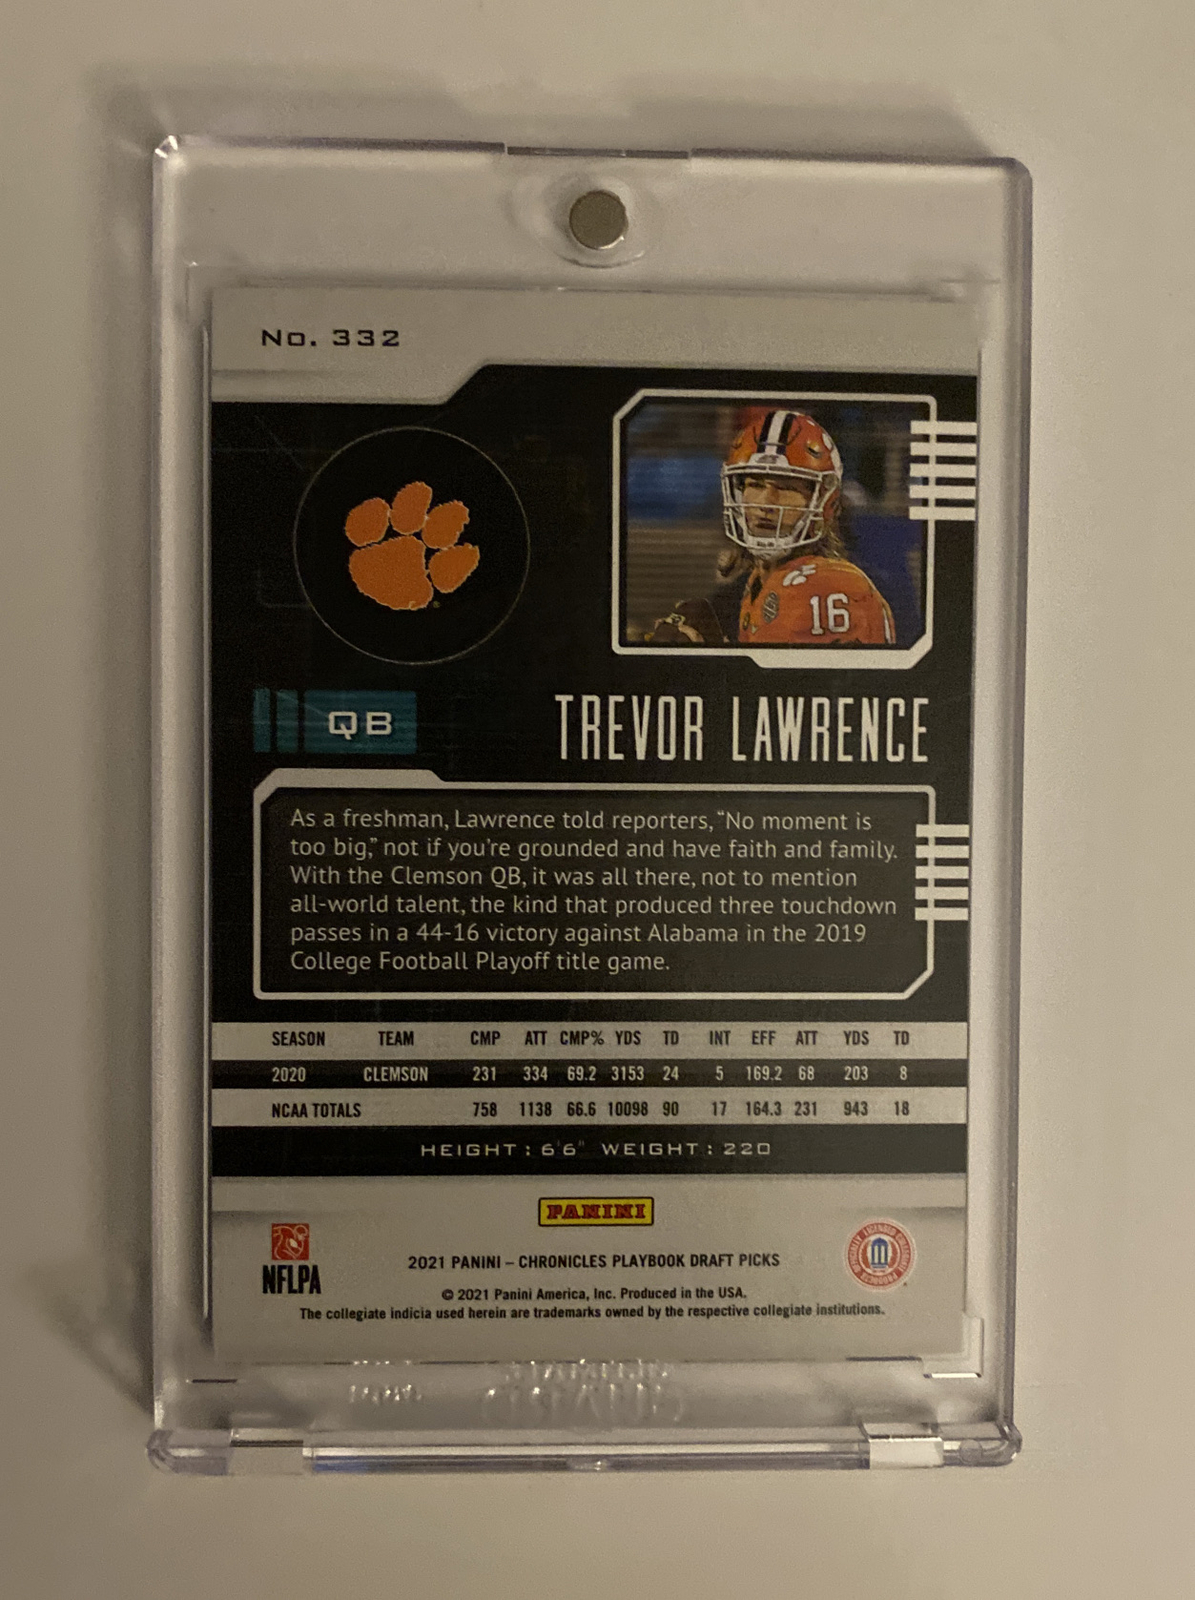 No. 332
16
QB
TREVOR LAWRENCE
As a freshman, Lawrence told reporters, “No moment is
too big,” not if you’re grounded and have faith and family.
With the Clemson QB, it was all there, not to mention
all-world talent, the kind that produced three touchdown
passes in a 44-16 victory against Alabama in the 2019
College Football Playoff title game.
SEASON TEAM CMP ATT CMP% YDS TD INT EFF ATT YDS TD
2020 CLEMSON 231 334 69.2 3153 24 5 169.2 68 203 8
NCAA TOTALS 758 1138 66.6 10098 90 17 164.3 231 943 18
HEIGHT : 6'6" WEIGHT : 220
PANINI
NFLPA
2021 PANINI – CHRONICLES PLAYBOOK DRAFT PICKS
© 2021 Panini America, Inc. Produced in the USA.
The collegiate indicia used herein are trademarks owned by the respective collegiate institutions.
OFFICIALLY LICENSED COLLEGIATE PRODUCTS